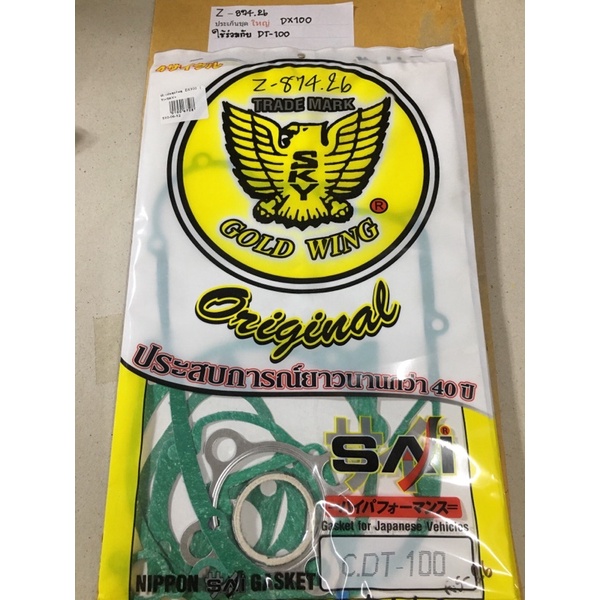 Z-874.26
ประเก็นชุด ใหญ่ DX100
ใช้ร่วมกับ DT-100
Z-874.26
TRADE MARK
SKY
GOLD WING ®
Original
ประสบการณ์ยาวนานกว่า 40 ปี
SAJI ®
=ハイパフォーマンス=
Gasket for Japanese Vehicles
C.DT-100
NIPPON SAJI GASKET